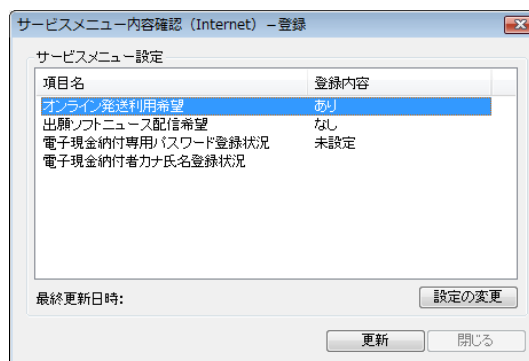 サービスメニュー内容確認（Internet）－登録
サービスメニュー設定
項目名 登録内容
オンライン発送利用希望 あり
出願ソフトニュース配信希望 なし
電子現金納付専用パスワード登録状況 未設定
電子現金納付者カナ氏名登録状況
最終更新日時: 設定の変更
更新 閉じる